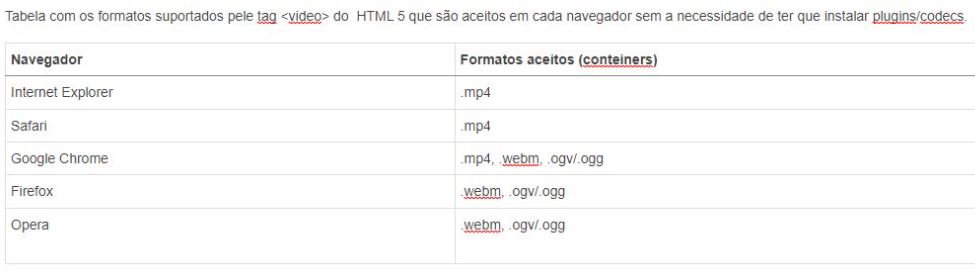 Tabela com os formatos suportados pele tag <video> do  HTML 5 que são aceitos em cada navegador sem a necessidade de ter que instalar plugins/codecs.
Navegador Formatos aceitos (conteiners)
Internet Explorer .mp4
Safari .mp4
Google Chrome .mp4, .webm, .ogv/.ogg
Firefox .webm, .ogv/.ogg
Opera .webm, .ogv/.ogg